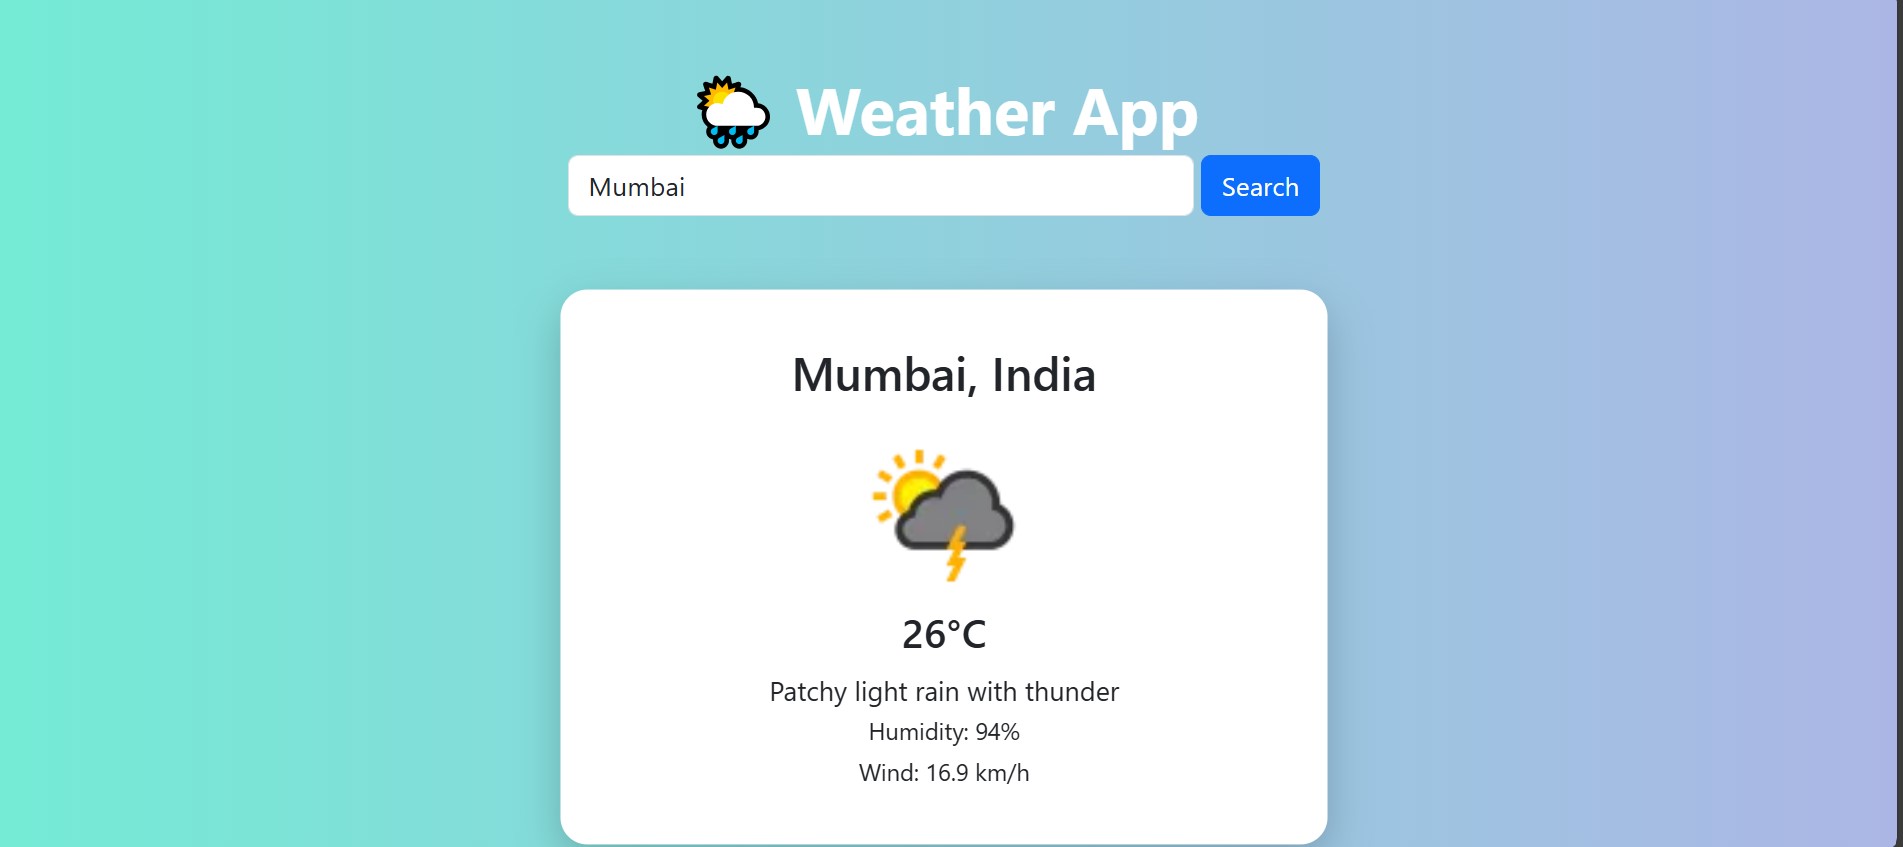 Weather App
Mumbai
Search
Mumbai, India
26°C
Patchy light rain with thunder
Humidity: 94%
Wind: 16.9 km/h